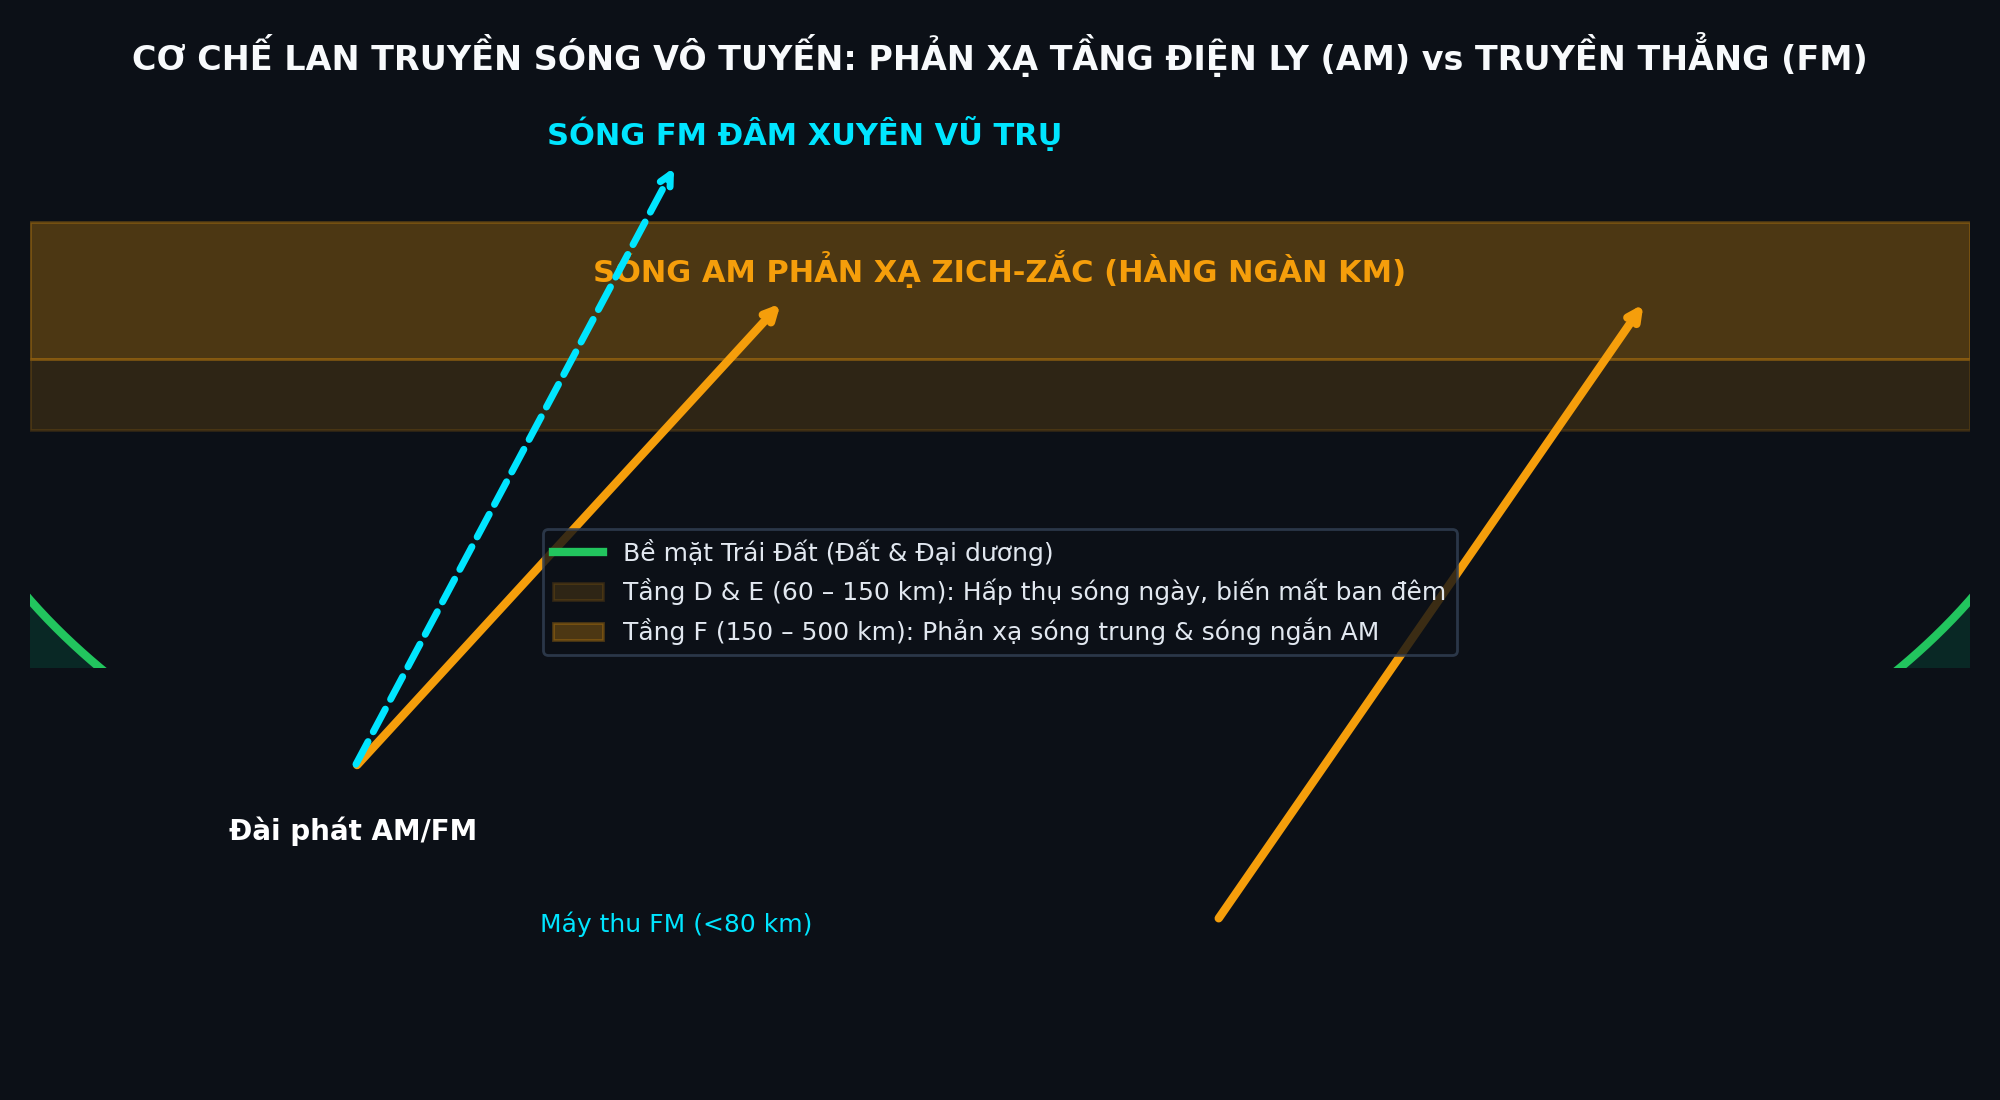 CƠ CHẾ LAN TRUYỀN SÓNG VÔ TUYẾN: PHẢN XẠ TẦNG ĐIỆN LY (AM) vs TRUYỀN THẲNG (FM)
SÓNG FM ĐÂM XUYÊN VŨ TRỤ
SÓNG AM PHẢN XẠ ZICH-ZẮC (HÀNG NGÀN KM)
Bề mặt Trái Đất (Đất & Đại dương)
Tầng D & E (60 – 150 km): Hấp thụ sóng ngày, biến mất ban đêm
Tầng F (150 – 500 km): Phản xạ sóng trung & sóng ngắn AM
Đài phát AM/FM
Máy thu FM (<80 km)